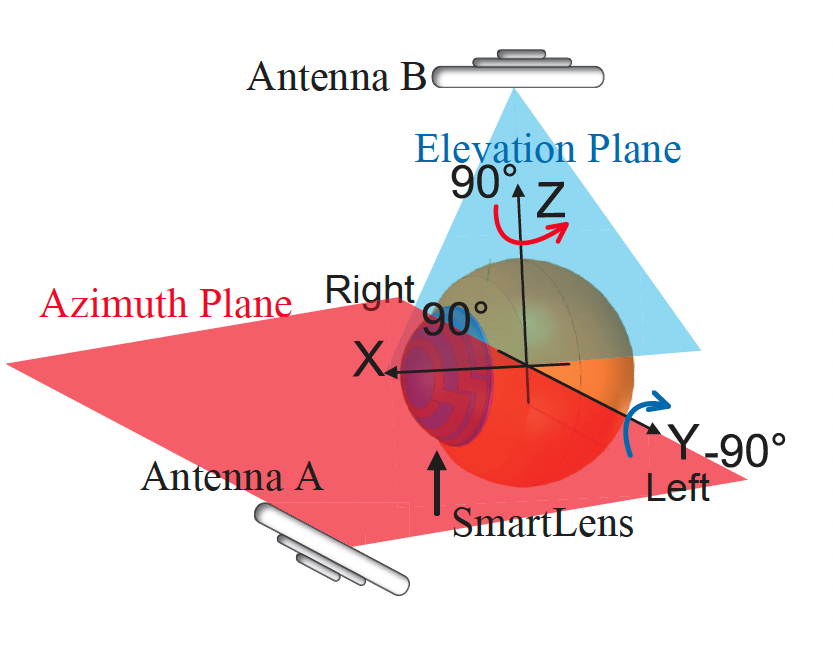 Antenna B
Elevation Plane
90°
Z
Right
Azimuth Plane
90°
X
Y
-90°
Left
Antenna A
SmartLens